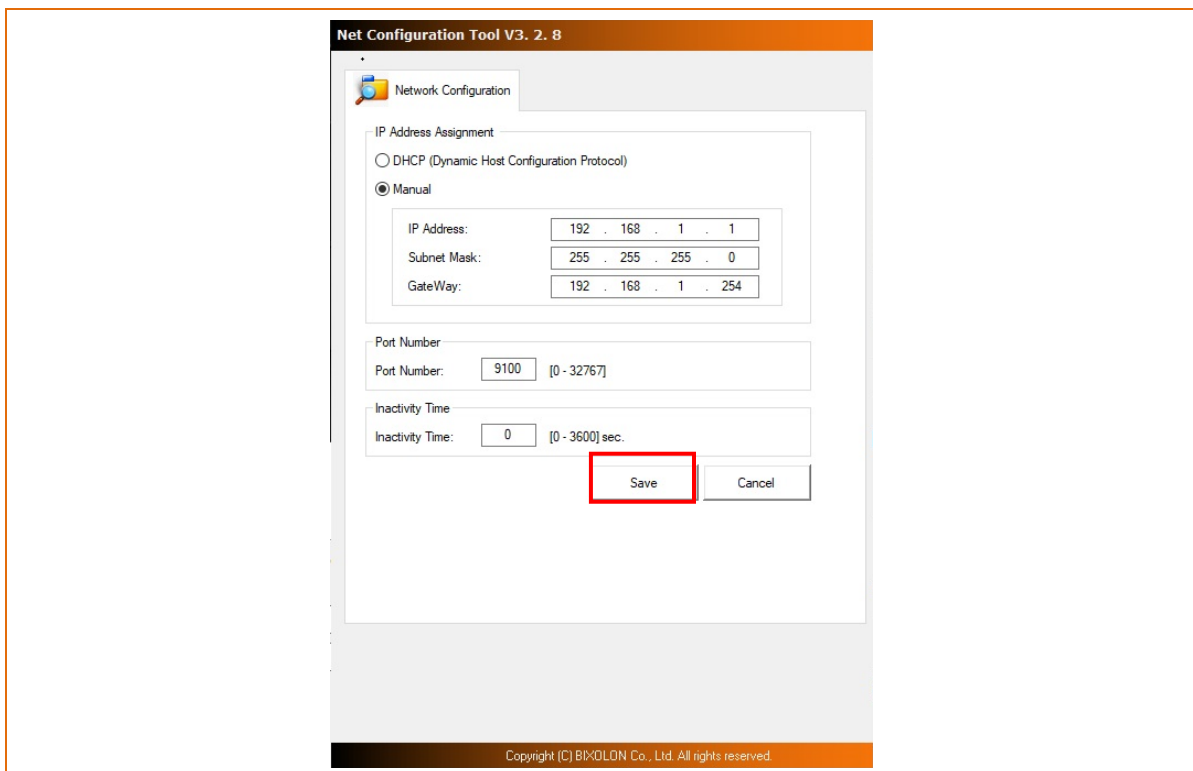 Net Configuration Tool V3. 2. 8
Network Configuration
IP Address Assignment
DHCP (Dynamic Host Configuration Protocol)
Manual
IP Address: 192 . 168 . 1 . 1
Subnet Mask: 255 . 255 . 255 . 0
GateWay: 192 . 168 . 1 . 254
Port Number
Port Number: 9100 [0 - 32767]
Inactivity Time
Inactivity Time: 0 [0 - 3600] sec.
Save Cancel
Copyright (C) BIXOLON Co., Ltd. All rights reserved.